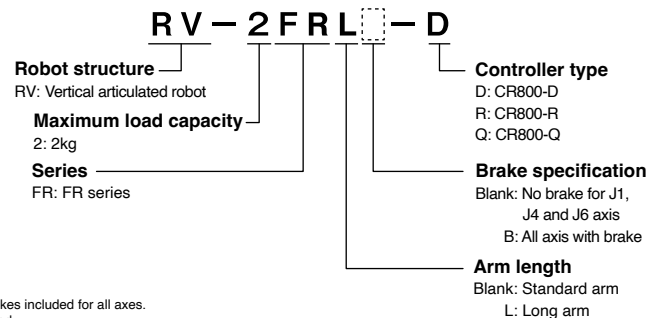 RV-2FRL-D
Robot structure
RV: Vertical articulated robot
Maximum load capacity
2: 2kg
Series
FR: FR series
Controller type
D: CR800-D
R: CR800-R
Q: CR800-Q
Brake specification
Blank: No brake for J1,
J4 and J6 axis
B: All axis with brake
Arm length
Blank: Standard arm
L: Long arm
included for all axes.